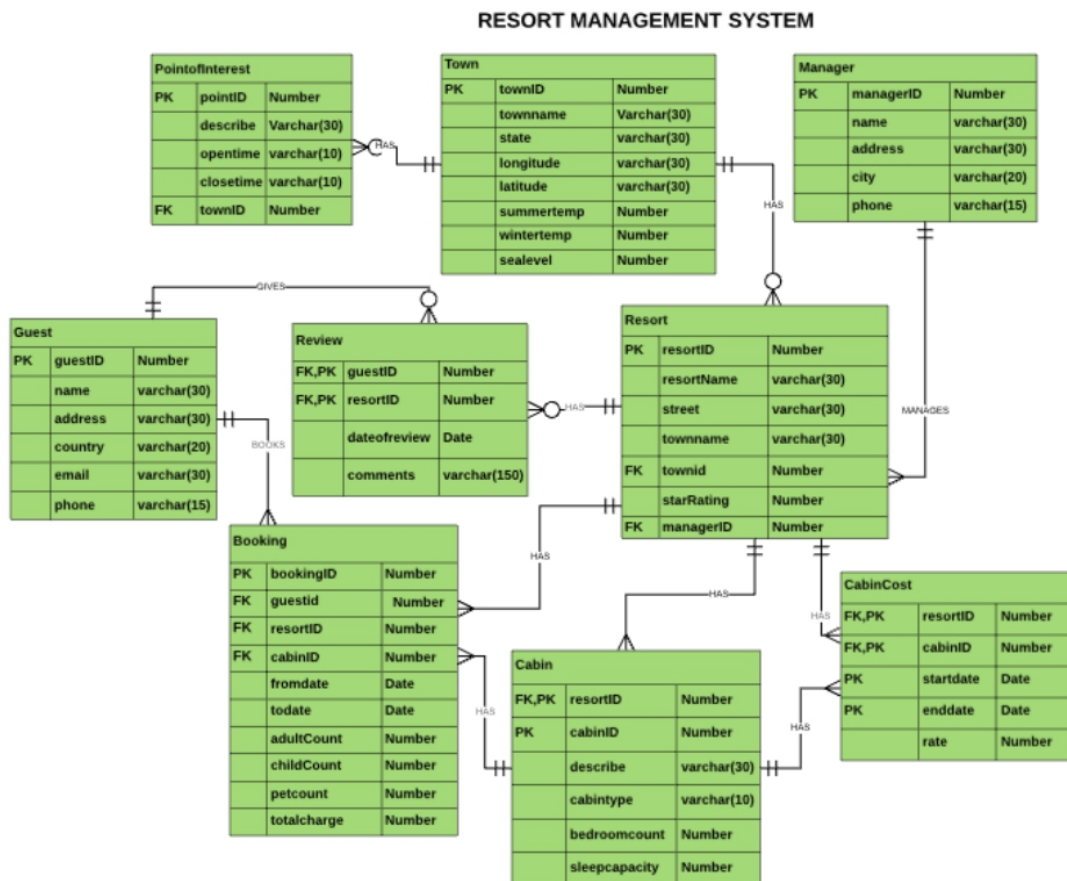 RESORT MANAGEMENT SYSTEM
PointofInterest
PK pointID Number
describe Varchar(30)
opentime varchar(10)
closetime varchar(10)
FK townID Number
HAS
Town
PK townID Number
townname Varchar(30)
state varchar(30)
longitude varchar(30)
latitude varchar(30)
summertemp Number
wintertemp Number
sealevel Number
HAS
Manager
PK managerID Number
name varchar(30)
address varchar(30)
city varchar(20)
phone varchar(15)
MANAGES
GIVES
Guest
PK guestID Number
name varchar(30)
address varchar(30)
country varchar(20)
email varchar(30)
phone varchar(15)
BOOKS
Review
FK,PK guestID Number
FK,PK resortID Number
dateofreview Date
comments varchar(150)
HAS
Resort
PK resortID Number
resortName varchar(30)
street varchar(30)
townname varchar(30)
FK townid Number
starRating Number
FK managerID Number
HAS
HAS
HAS
Booking
PK bookingID Number
FK guestid Number
FK resortID Number
FK cabinID Number
fromdate Date
todate Date
adultCount Number
childCount Number
petcount Number
totalcharge Number
HAS
Cabin
FK,PK resortID Number
PK cabinID Number
describe varchar(30)
cabintype varchar(10)
bedroomcount Number
sleepcapacity Number
HAS
CabinCost
FK,PK resortID Number
FK,PK cabinID Number
PK startdate Date
PK enddate Date
rate Number